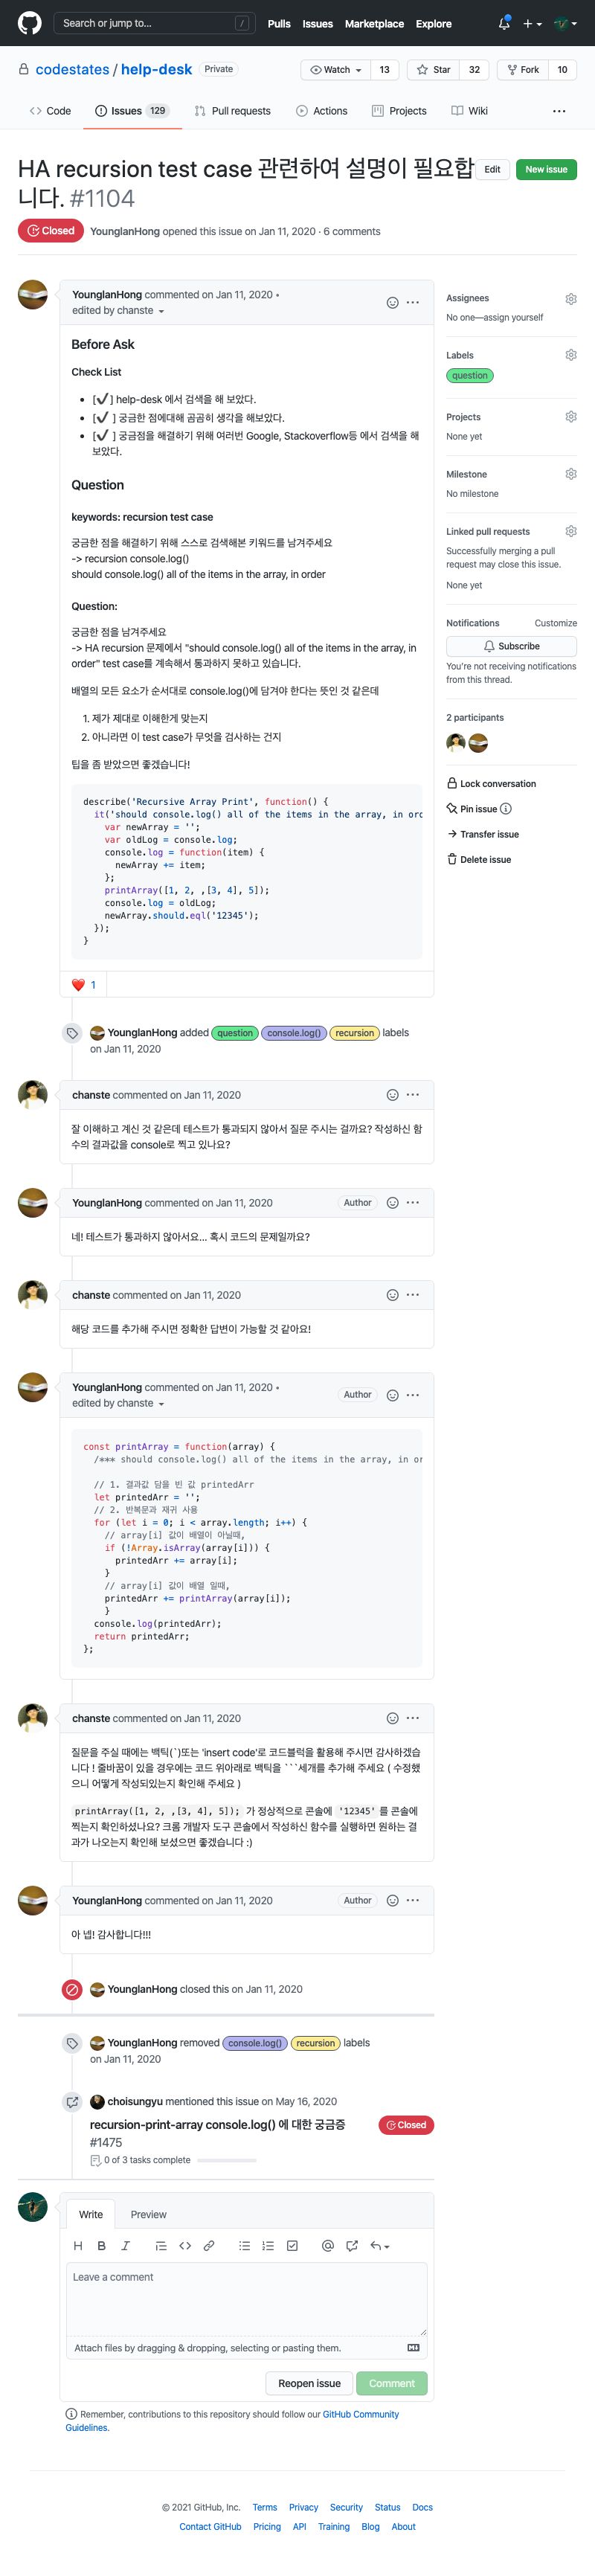 Search or jump to... /
Pulls Issues Marketplace Explore
codestates / help-desk Private
Watch 13 Star 32 Fork 10
Code Issues 129 Pull requests Actions Projects Wiki ...
HA recursion test case 관련하여 설명이 필요합
니다. #1104
Edit New issue
Closed YounglanHong opened this issue on Jan 11, 2020 · 6 comments
YounglanHong commented on Jan 11, 2020 •
edited by chanste
Before Ask
Check List
• [✔] help-desk 에서 검색을 해 보았다.
• [✔ ] 궁금한 점에대해 곰곰히 생각을 해보았다.
• [✔ ] 궁금점을 해결하기 위해 여러번 Google, Stackoverflow등 에서 검색을 해
보았다.
Question
keywords: recursion test case
궁금한 점을 해결하기 위해 스스로 검색해본 키워드를 남겨주세요
-> recursion console.log()
should console.log() all of the items in the array, in order
Question:
궁금한 점을 남겨주세요
-> HA recursion 문제에서 "should console.log() all of the items in the array, in
order" test case를 계속해서 통과하지 못하고 있습니다.
배열의 모든 요소가 순서대로 console.log()에 담겨야 한다는 뜻인 것 같은데
1. 제가 제대로 이해한게 맞는지
2. 아니라면 이 test case가 무엇을 검사하는 건지
팁을 좀 받았으면 좋겠습니다!
describe('Recursive Array Print', function() {
it('should console.log() all of the items in the array, in orc
var newArray = '';
var oldLog = console.log;
console.log = function(item) {
newArray += item;
};
printArray([1, 2, ,[3, 4], 5]);
console.log = oldLog;
newArray.should.eql('12345');
});
}
❤️ 1
Assignees
No one—assign yourself
Labels
question
Projects
None yet
Milestone
No milestone
Linked pull requests
Successfully merging a pull
request may close this issue.
None yet
Notifications Customize
Subscribe
You're not receiving notifications
from this thread.
2 participants
Lock conversation
Pin issue
Transfer issue
Delete issue
YounglanHong added question console.log() recursion labels
on Jan 11, 2020
chanste commented on Jan 11, 2020
잘 이해하고 계신 것 같은데 테스트가 통과되지 않아서 질문 주시는 걸까요? 작성하신 함
수의 결과값을 console로 찍고 있나요?
YounglanHong commented on Jan 11, 2020 Author
네! 테스트가 통과하지 않아서요... 혹시 코드의 문제일까요?
chanste commented on Jan 11, 2020
해당 코드를 추가해 주시면 정확한 답변이 가능할 것 같아요!
YounglanHong commented on Jan 11, 2020 • Author
edited by chanste
const printArray = function(array) {
/*** should console.log() all of the items in the array, in or
// 1. 결과값 담을 빈 값 printedArr
let printedArr = '';
// 2. 반복문과 재귀 사용
for (let i = 0; i < array.length; i++) {
// array[i] 값이 배열이 아닐때,
if (!Array.isArray(array[i])) {
printedArr += array[i];
}
// array[i] 값이 배열 일때,
printedArr += printArray(array[i]);
}
console.log(printedArr);
return printedArr;
};
chanste commented on Jan 11, 2020
질문을 주실 때에는 백틱(`)또는 'insert code'로 코드블럭을 활용해 주시면 감사하겠습
니다 ! 줄바꿈이 있을 경우에는 코드 위아래로 백틱을 ```세개를 추가해 주세요 ( 수정했
으니 어떻게 작성되있는지 확인해 주세요 )
printArray([1, 2, ,[3, 4], 5]); 가 정상적으로 콘솔에 '12345' 를 콘솔에
찍는지 확인하셨나요? 크롬 개발자 도구 콘솔에서 작성하신 함수를 실행하면 원하는 결
과가 나오는지 확인해 보셨으면 좋겠습니다 :)
YounglanHong commented on Jan 11, 2020 Author
아 넵! 감사합니다!!!
YounglanHong closed this on Jan 11, 2020
YounglanHong removed console.log() recursion labels
on Jan 11, 2020
choisungyu mentioned this issue on May 16, 2020
recursion-print-array console.log() 에 대한 궁금증 Closed
#1475
0 of 3 tasks complete
Write Preview
H B I
Leave a comment
Attach files by dragging & dropping, selecting or pasting them.
Reopen issue Comment
Remember, contributions to this repository should follow our GitHub Community
Guidelines.
© 2021 GitHub, Inc. Terms Privacy Security Status Docs
Contact GitHub Pricing API Training Blog About